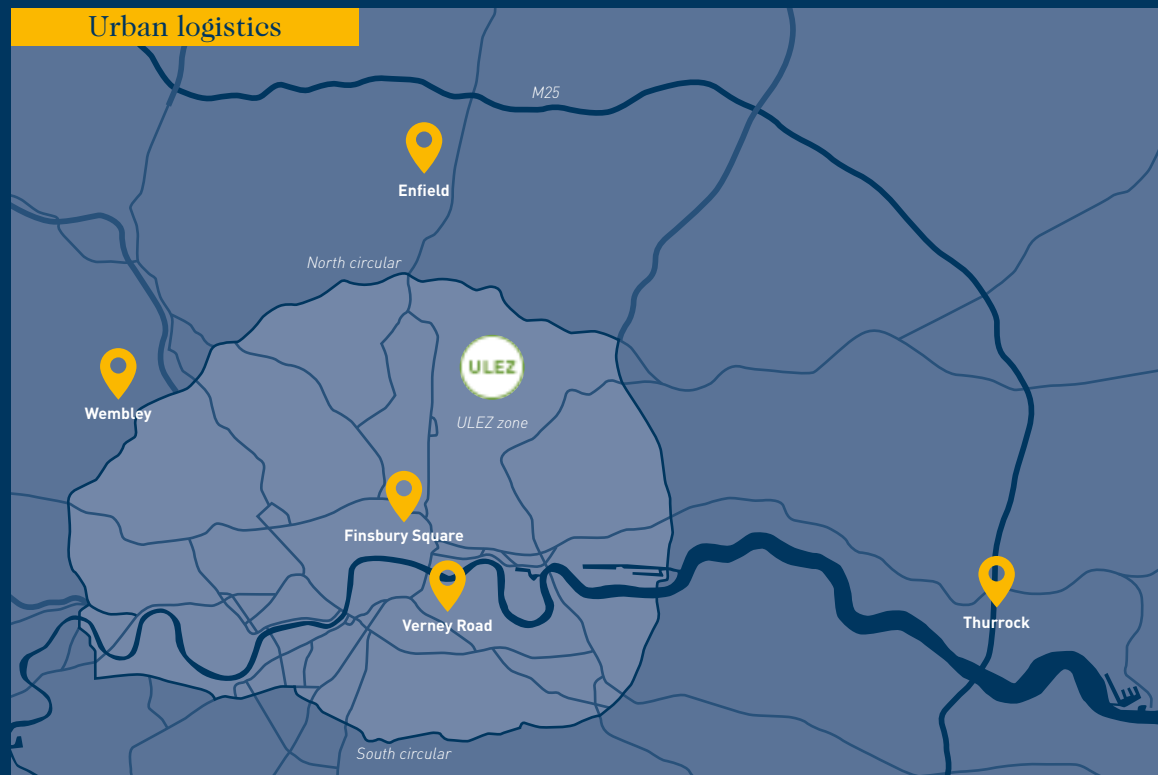 Urban logistics
M25
Enfield
North circular
ULEZ
Wembley
ULEZ zone
Finsbury Square
Verney Road
Thurrock
South circular